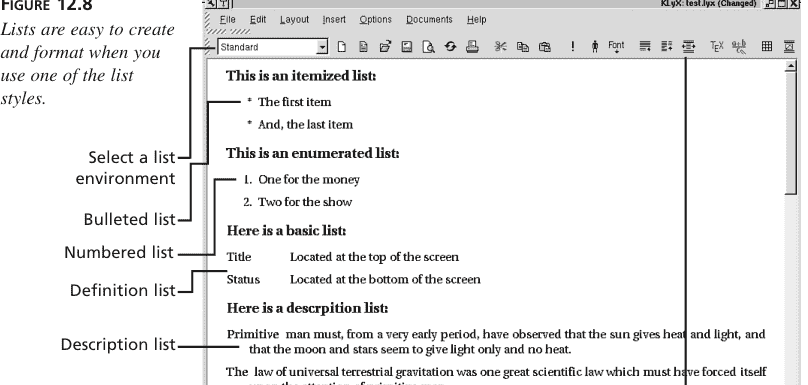 FIGURE 12.8
Lists are easy to create
and format when you
use one of the list
styles.
KLyX: test.lyx (Changed)
File Edit Layout Insert Options Documents Help
Standard
! Font TEX
This is an itemized list:
* The first item
* And, the last item
This is an enumerated list:
1. One for the money
2. Two for the show
Here is a basic list:
Title Located at the top of the screen
Status Located at the bottom of the screen
Here is a descrpition list:
Primitive man must, from a very early period, have observed that the sun gives heat and light, and
that the moon and stars seem to give light only and no heat.
The law of universal terrestrial gravitation was one great scientific law which must have forced itself
upon the attention of primitive man
Select a list
environment
Bulleted list
Numbered list
Definition list
Description list